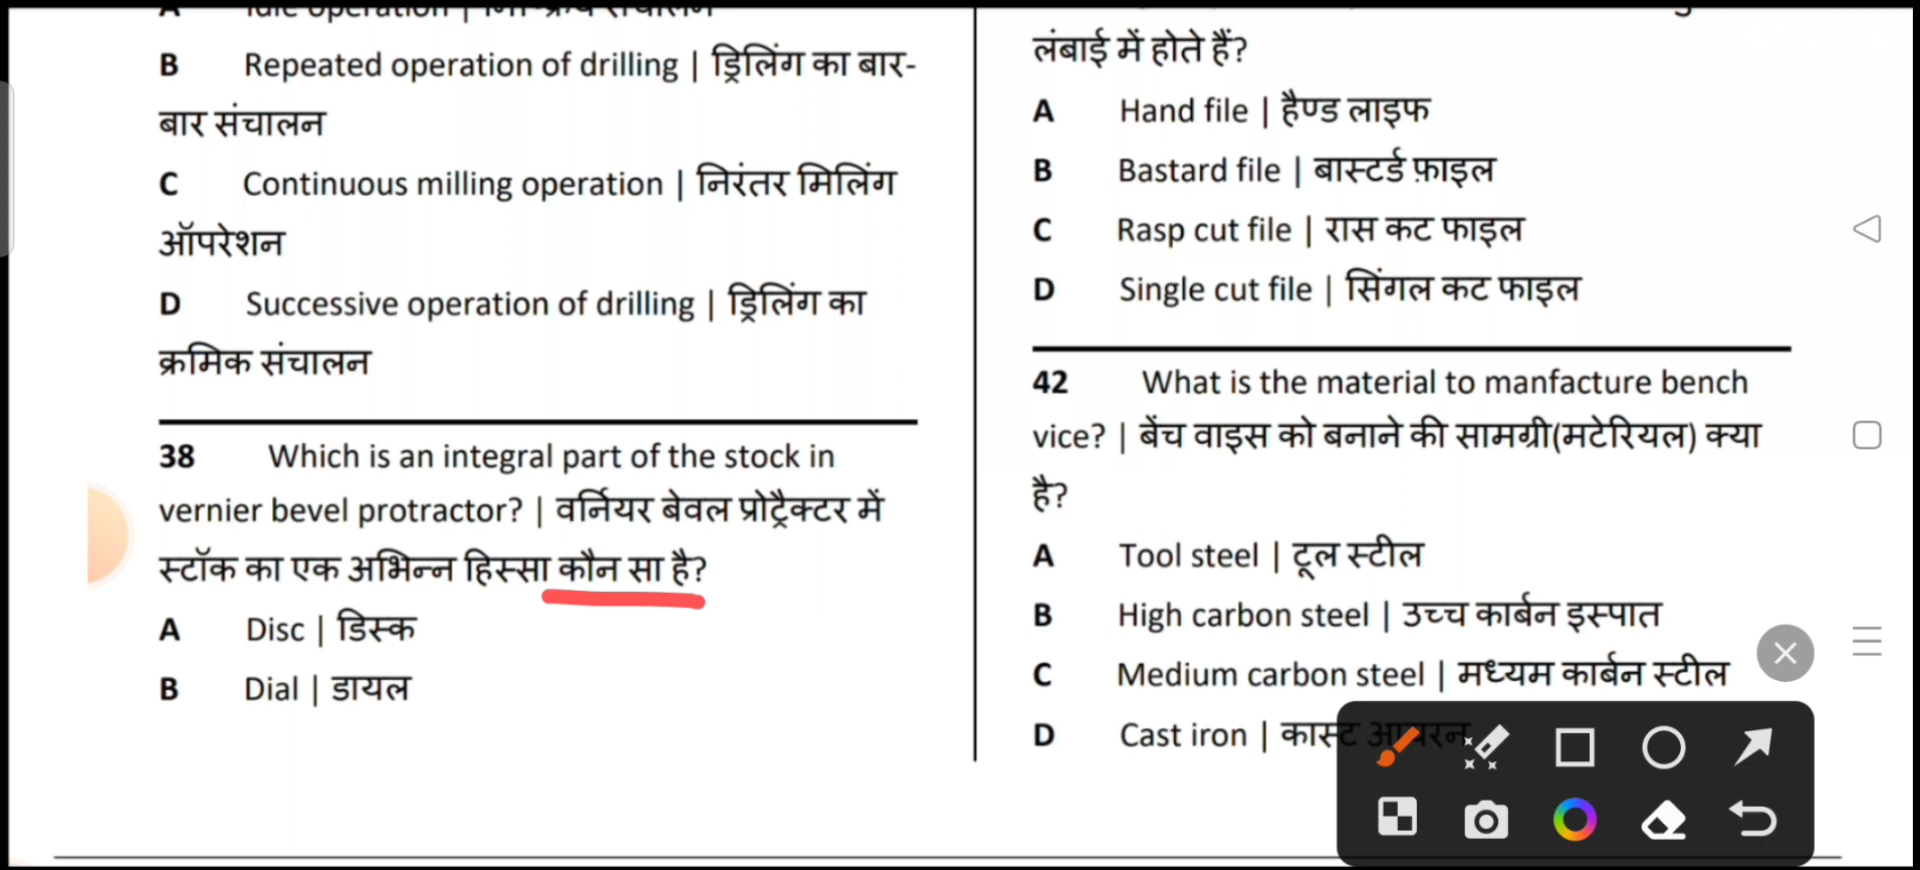 B Repeated operation of drilling | ड्रिलिंग का बार-
बार संचालन
C Continuous milling operation | निरंतर मिलिंग
ऑपरेशन
D Successive operation of drilling | ड्रिलिंग का
क्रमिक संचालन
38 Which is an integral part of the stock in
vernier bevel protractor? | वर्नियर बेवल प्रोट्रैक्टर में
स्टॉक का एक अभिन्न हिस्सा कौन सा है?
A Disc | डिस्क
B Dial | डायल
लंबाई में होते हैं?
A Hand file | हैण्ड लाइफ
B Bastard file | बास्टर्ड फ़ाइल
C Rasp cut file | रास कट फाइल
D Single cut file | सिंगल कट फाइल
42 What is the material to manfacture bench
vice? | बेंच वाइस को बनाने की सामग्री(मटेरियल) क्या
है?
A Tool steel | टूल स्टील
B High carbon steel | उच्च कार्बन इस्पात
C Medium carbon steel | मध्यम कार्बन स्टील
D Cast iron | कास्ट